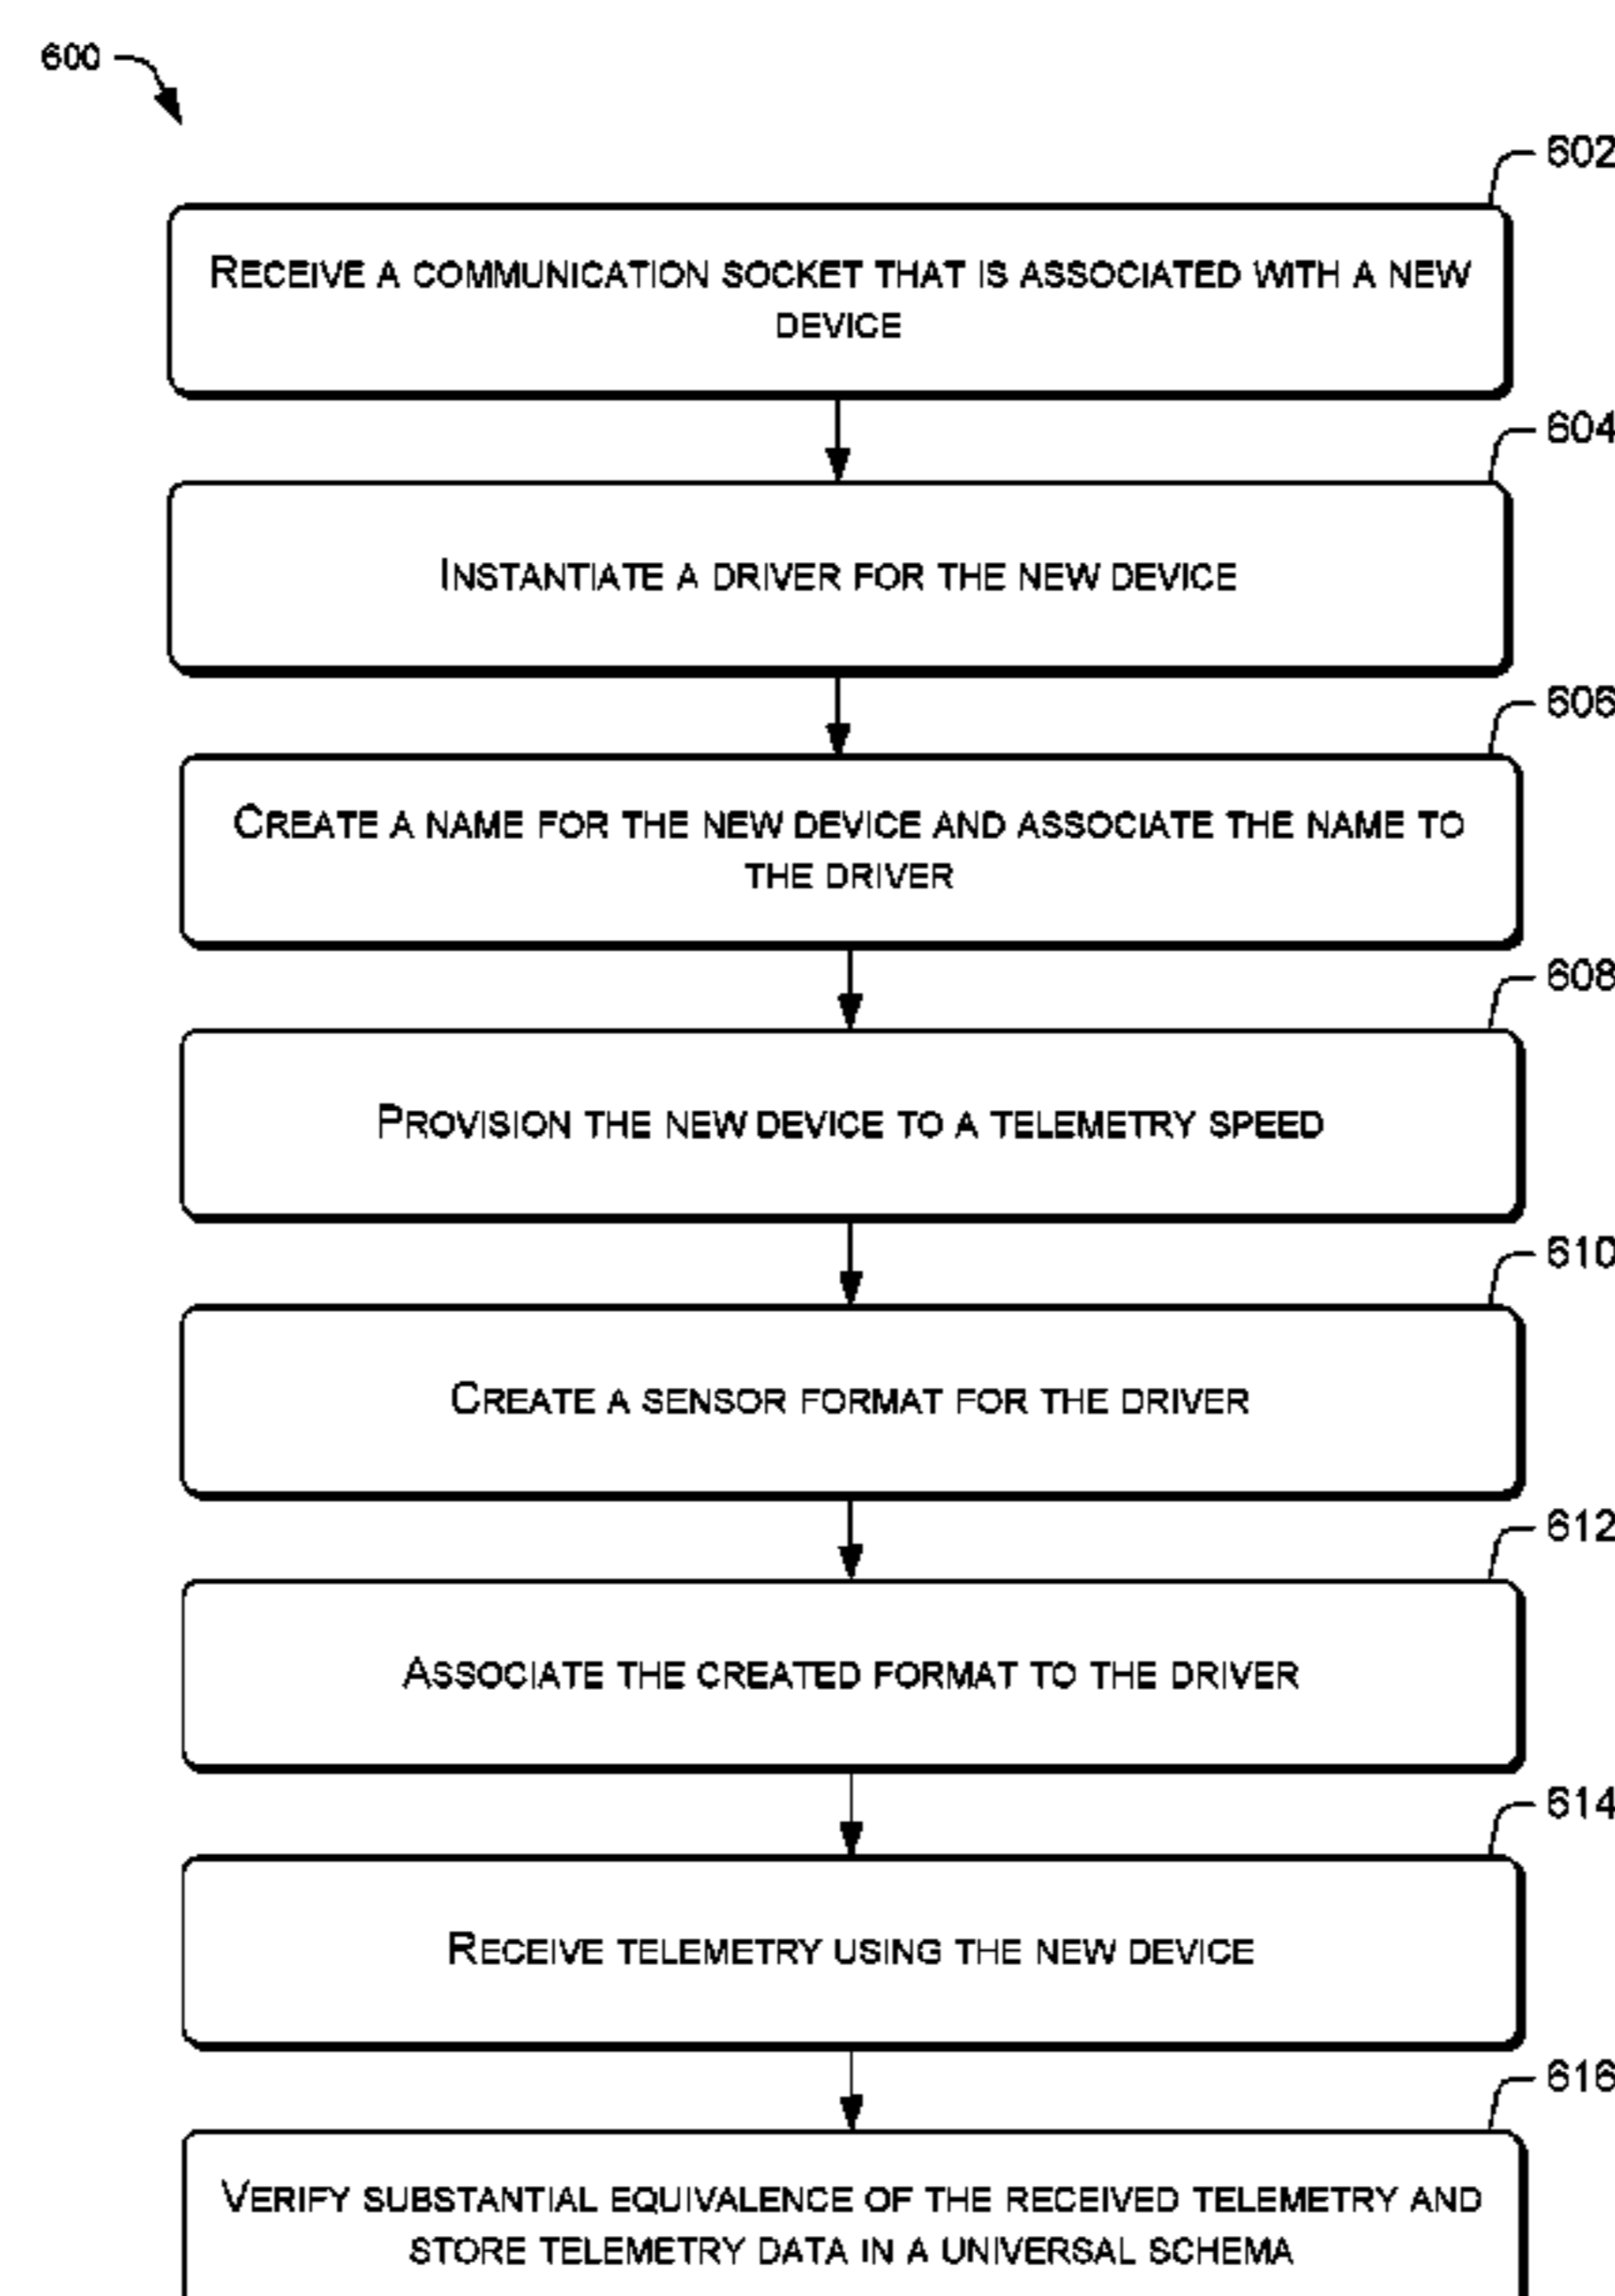 600
602
RECEIVE A COMMUNICATION SOCKET THAT IS ASSOCIATED WITH A NEW
DEVICE
604
INSTANTIATE A DRIVER FOR THE NEW DEVICE
606
CREATE A NAME FOR THE NEW DEVICE AND ASSOCIATE THE NAME TO
THE DRIVER
608
PROVISION THE NEW DEVICE TO A TELEMETRY SPEED
610
CREATE A SENSOR FORMAT FOR THE DRIVER
612
ASSOCIATE THE CREATED FORMAT TO THE DRIVER
614
RECEIVE TELEMETRY USING THE NEW DEVICE
616
VERIFY SUBSTANTIAL EQUIVALENCE OF THE RECEIVED TELEMETRY AND
STORE TELEMETRY DATA IN A UNIVERSAL SCHEMA